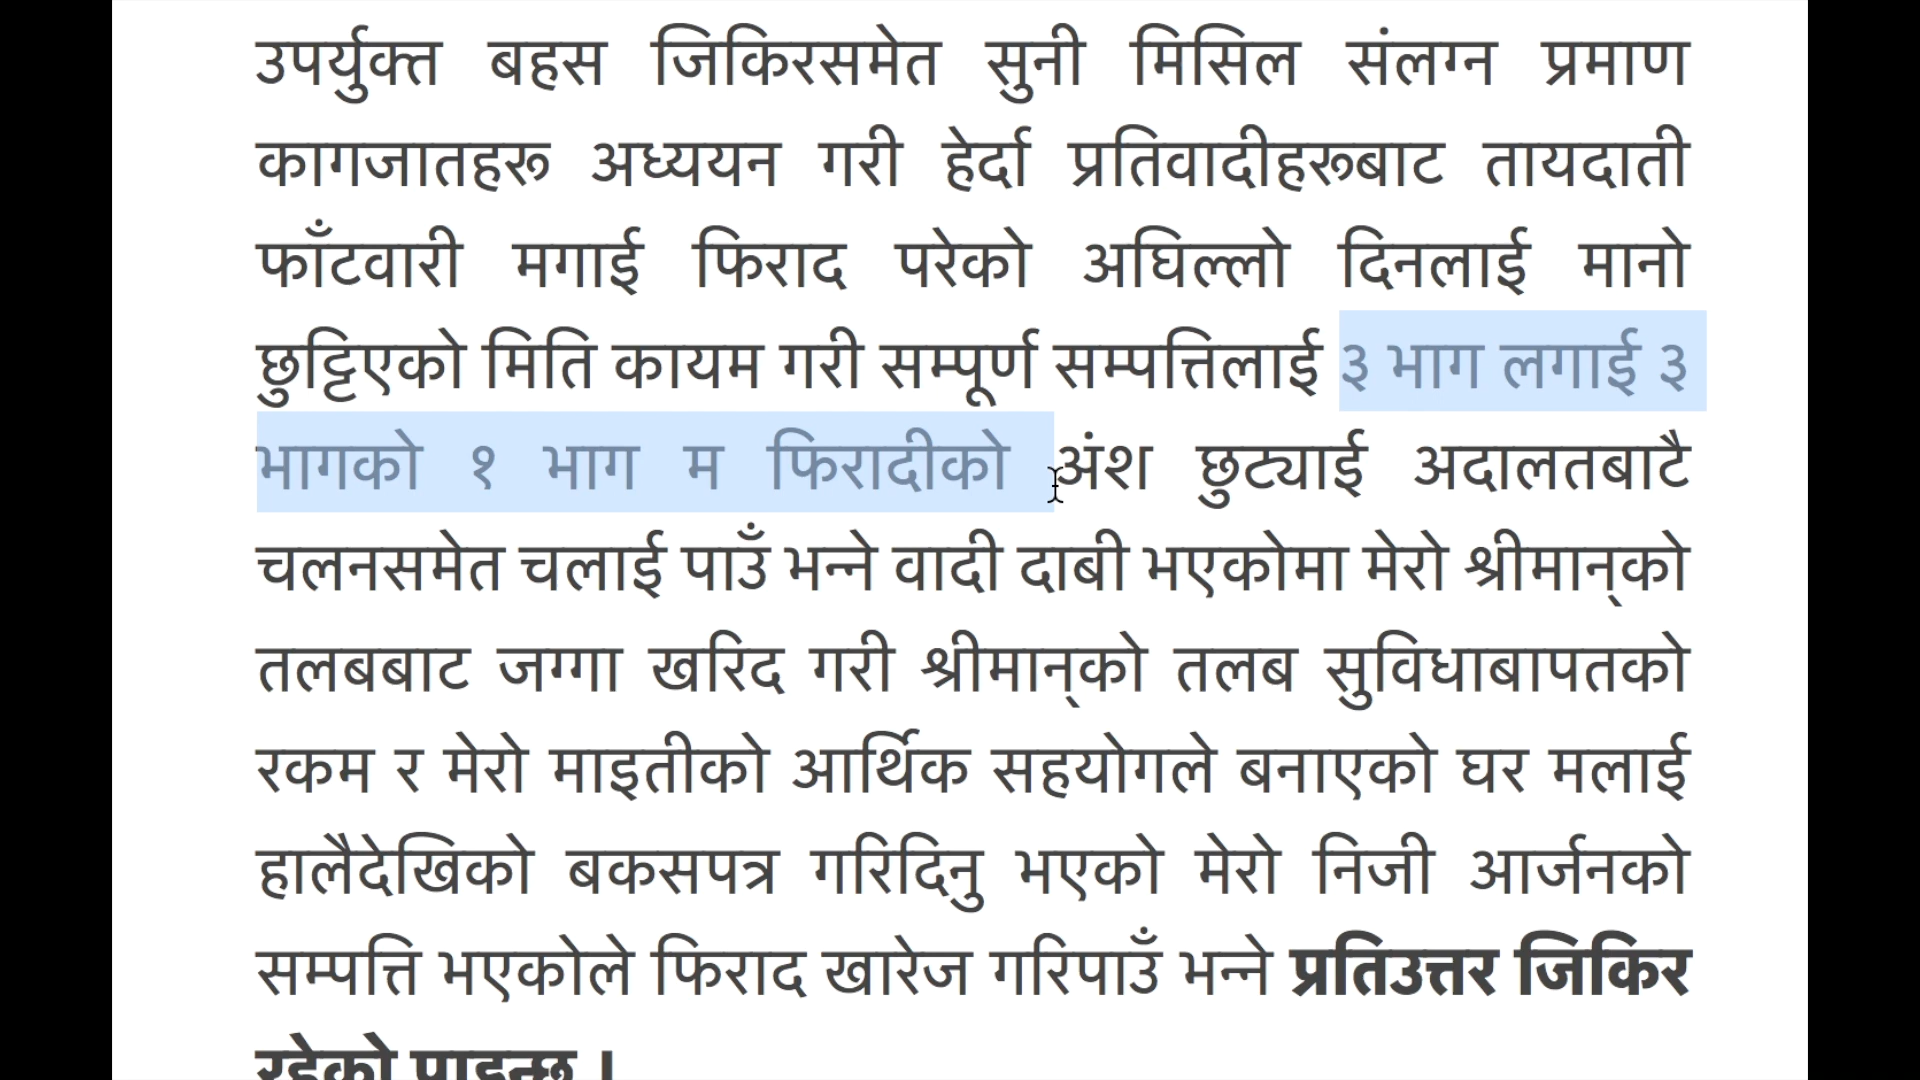 उपर्युक्त बहस जिकिरसमेत सुनी मिसिल संलग्न प्रमाण
कागजातहरू अध्ययन गरी हेर्दा प्रतिवादीहरूबाट तायदाती
फाँटवारी मगाई फिराद परेको अघिल्लो दिनलाई मानो
छुट्टिएको मिति कायम गरी सम्पूर्ण सम्पत्तिलाई ३ भाग लगाई ३
भागको १ भाग म फिरादीको अंश छुट्याई अदालतबाटै
चलनसमेत चलाई पाउँ भन्ने वादी दाबी भएकोमा मेरो श्रीमान्‌को
तलबबाट जग्गा खरिद गरी श्रीमान्‌को तलब सुविधाबापतको
रकम र मेरो माइतीको आर्थिक सहयोगले बनाएको घर मलाई
हालैदेखिको बकसपत्र गरिदिनु भएको मेरो निजी आर्जनको
सम्पत्ति भएकोले फिराद खारेज गरिपाउँ भन्ने प्रतिउत्तर जिकिर
रहेको पाइन्छ ।